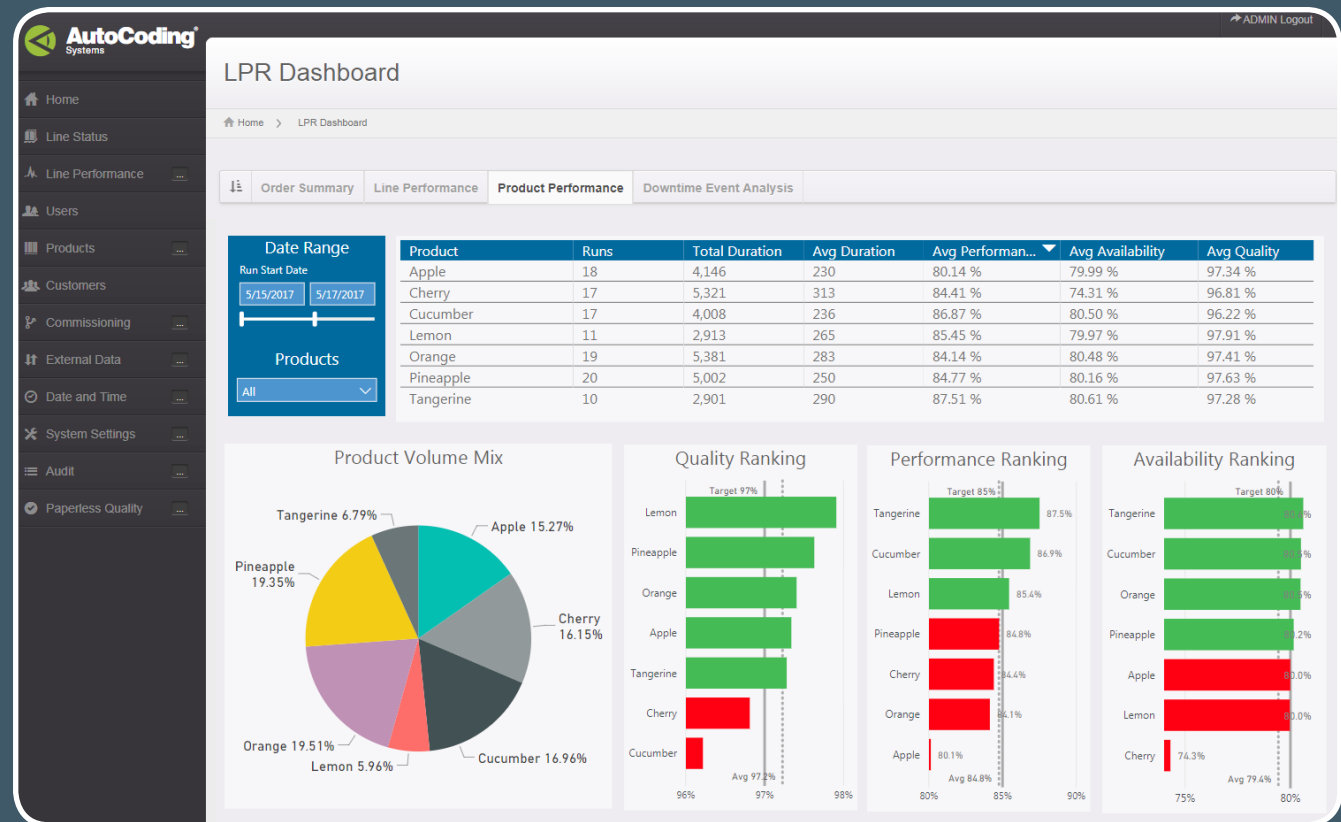 AutoCoding
Systems
ADMIN Logout
LPR Dashboard
Home
Line Status
Line Performance ...
Users
Products ...
Customers
Commissioning ...
External Data ...
Date and Time ...
System Settings ...
Audit ...
Paperless Quality ...
Home > LPR Dashboard
Order Summary Line Performance Product Performance Downtime Event Analysis
Date Range
Run Start Date
5/15/2017 5/17/2017
Products
All
Product Runs Total Duration Avg Duration Avg Performan... Avg Availability Avg Quality
Apple 18 4,146 230 80.14 % 79.99 % 97.34 %
Cherry 17 5,321 313 84.41 % 74.31 % 96.81 %
Cucumber 17 4,008 236 86.87 % 80.50 % 96.22 %
Lemon 11 2,913 265 85.45 % 79.97 % 97.91 %
Orange 19 5,381 283 84.14 % 80.48 % 97.41 %
Pineapple 20 5,002 250 84.77 % 80.16 % 97.63 %
Tangerine 10 2,901 290 87.51 % 80.61 % 97.28 %
Product Volume Mix
Tangerine 6.79%
Apple 15.27%
Pineapple
19.35%
Cherry
16.15%
Orange 19.51%
Lemon 5.96%
Cucumber 16.96%
Quality Ranking
Target 97%
Lemon
Pineapple
Orange
Apple
Tangerine
Cherry
Cucumber
Avg 97.2%
96% 97% 98%
Performance Ranking
Target 85%
Tangerine 87.5%
Cucumber 86.9%
Lemon 85.4%
Pineapple 84.8%
Cherry 84.4%
Orange 84.1%
Apple 80.1%
Avg 84.8%
80% 85% 90%
Availability Ranking
Target 80%
Tangerine
Cucumber 80.5%
Orange 80.5%
Pineapple 80.2%
Apple 80.0%
Lemon 80.0%
Cherry 74.3%
Avg 79.4%
75% 80%